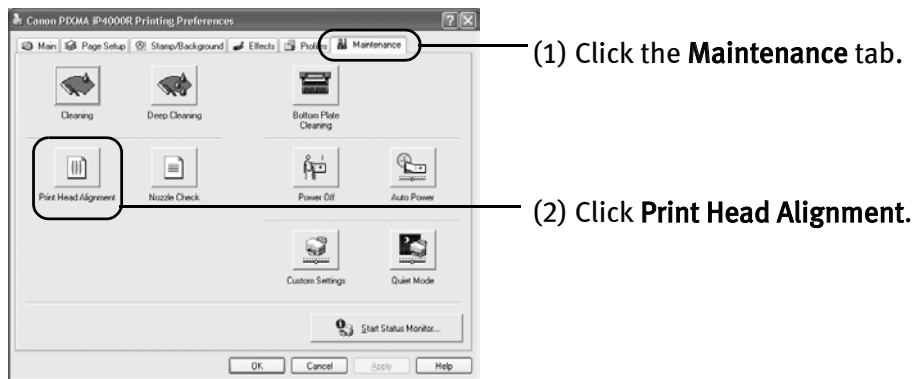 Canon PIXMA iP4000R Printing Preferences
Main Page Setup Stamp/Background Effects Profiles Maintenance
(1) Click the Maintenance tab.
Cleaning Deep Cleaning Bottom Plate
Cleaning
Print Head Alignment Nozzle Check Power Off Auto Power
(2) Click Print Head Alignment.
Custom Settings Quiet Mode
Start Status Monitor...
OK Cancel Apply Help